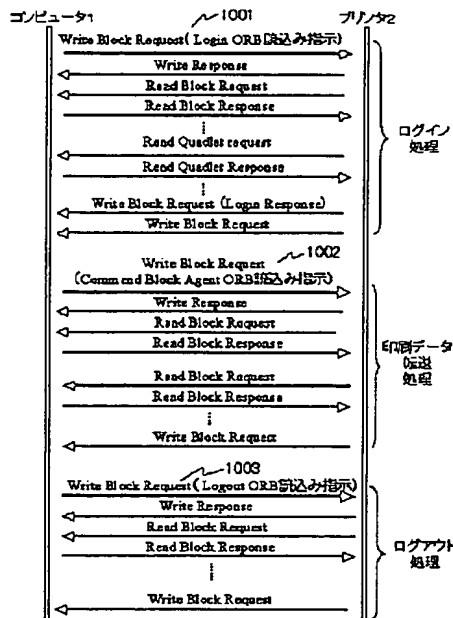 コンピュータ1
1001
プリンタ2
Write Block Request( Login ORB読込み指示)
Write Response
Read Block Request
Read Block Response
Read Quadlet request
Read Quadlet Response
Write Block Request (Login Response)
Write Block Request
ログイン
処理
Write Block Request
1002
(Commend Block Agent ORB読込み指示)
Write Response
Read Block Request
Read Block Response
Read Block Request
Read Block Response
Write Block Request
印刷データ
転送
処理
1003
Write Block Request( Logout ORB読込み指示)
Write Response
Read Block Request
Read Block Response
Write Block Request
ログアウト
処理